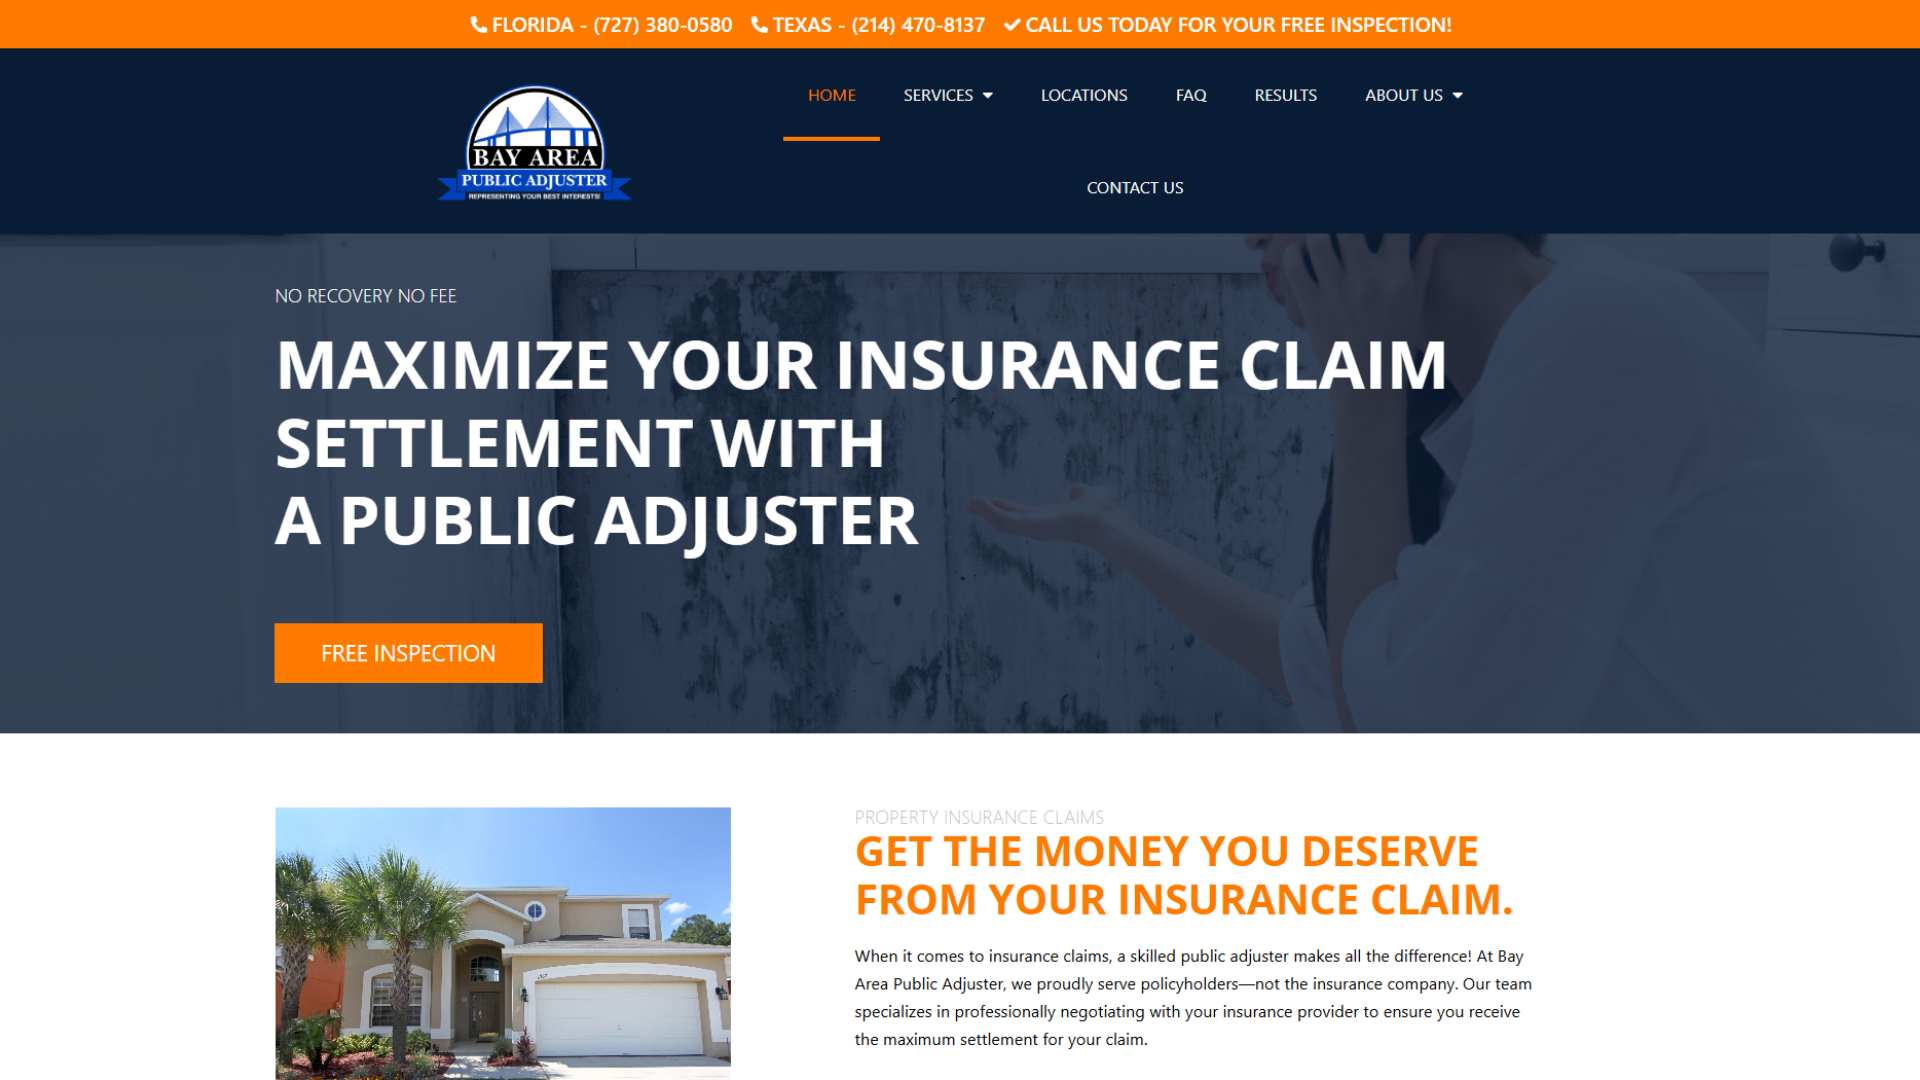 FLORIDA - (727) 380-0580 TEXAS - (214) 470-8137 CALL US TODAY FOR YOUR FREE INSPECTION!
BAY AREA
PUBLIC ADJUSTER
REPRESENTING YOUR BEST INTERESTS!
HOME SERVICES LOCATIONS FAQ RESULTS ABOUT US
CONTACT US
NO RECOVERY NO FEE
MAXIMIZE YOUR INSURANCE CLAIM
SETTLEMENT WITH
A PUBLIC ADJUSTER
FREE INSPECTION
PROPERTY INSURANCE CLAIMS
GET THE MONEY YOU DESERVE
FROM YOUR INSURANCE CLAIM.
When it comes to insurance claims, a skilled public adjuster makes all the difference! At Bay
Area Public Adjuster, we proudly serve policyholders—not the insurance company. Our team
specializes in professionally negotiating with your insurance provider to ensure you receive
the maximum settlement for your claim.